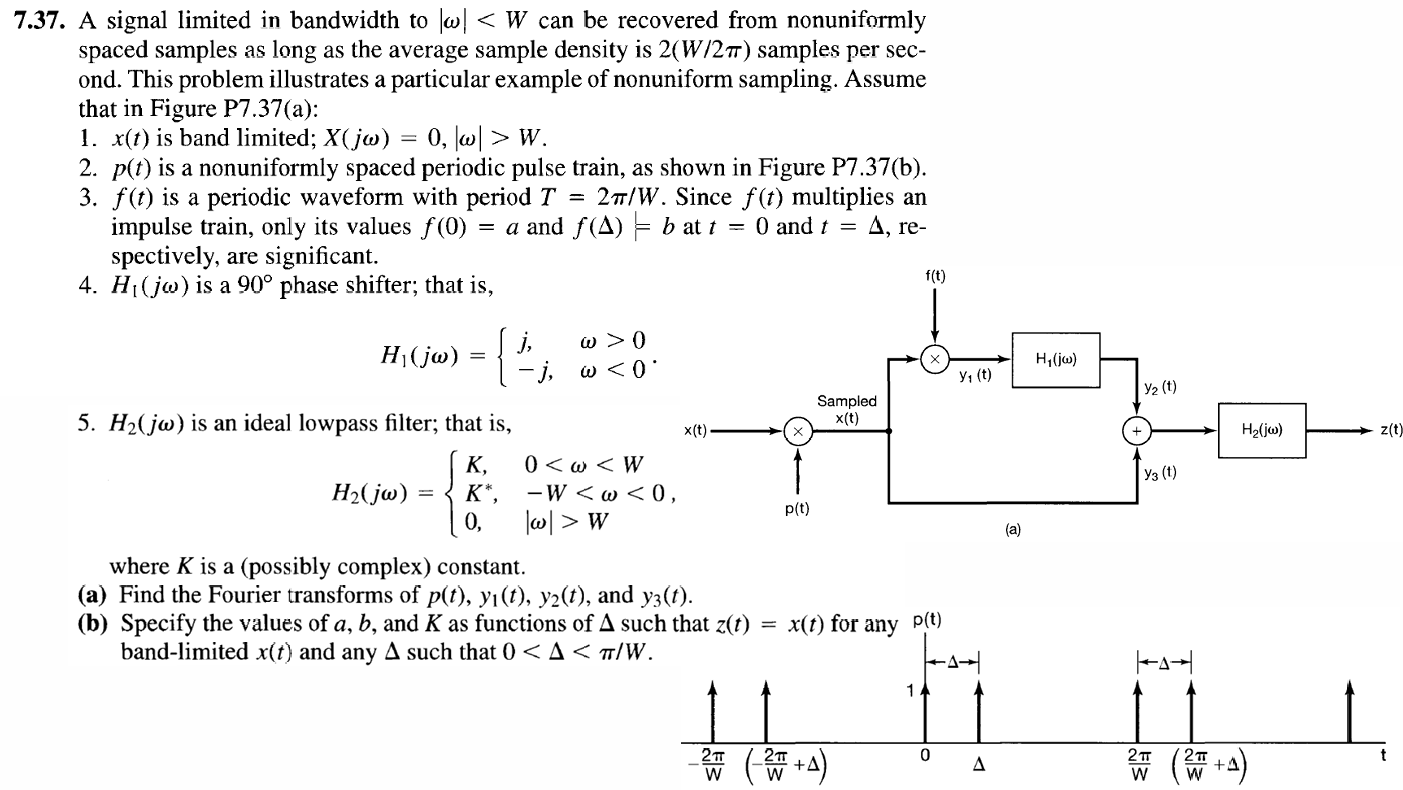 7.37. A signal limited in bandwidth to |ω| < W can be recovered from nonuniformly
spaced samples as long as the average sample density is 2(W/2π) samples per sec-
ond. This problem illustrates a particular example of nonuniform sampling. Assume
that in Figure P7.37(a):
1. x(t) is band limited; X(jω) = 0, |ω| > W.
2. p(t) is a nonuniformly spaced periodic pulse train, as shown in Figure P7.37(b).
3. f(t) is a periodic waveform with period T = 2π/W. Since f(t) multiplies an
impulse train, only its values f(0) = a and f(Δ) = b at t = 0 and t = Δ, re-
spectively, are significant.
4. H₁(jω) is a 90° phase shifter; that is,
H₁(jω) = { j, ω > 0
−j, ω < 0 .
5. H₂(jω) is an ideal lowpass filter; that is,
H₂(jω) = { K, 0 < ω < W
K*, −W < ω < 0 ,
0, |ω| > W
where K is a (possibly complex) constant.
(a) Find the Fourier transforms of p(t), y₁(t), y₂(t), and y₃(t).
(b) Specify the values of a, b, and K as functions of Δ such that z(t) = x(t) for any
band-limited x(t) and any Δ such that 0 < Δ < π/W.
f(t)
×
y₁ (t)
H₁(jω)
y₂ (t)
Sampled
x(t)
x(t)
×
+
H₂(jω)
z(t)
y₃ (t)
p(t)
(a)
p(t)
Δ
Δ
1
−2π/W
(−2π/W +Δ)
0
Δ
2π/W
(2π/W +Δ)
t